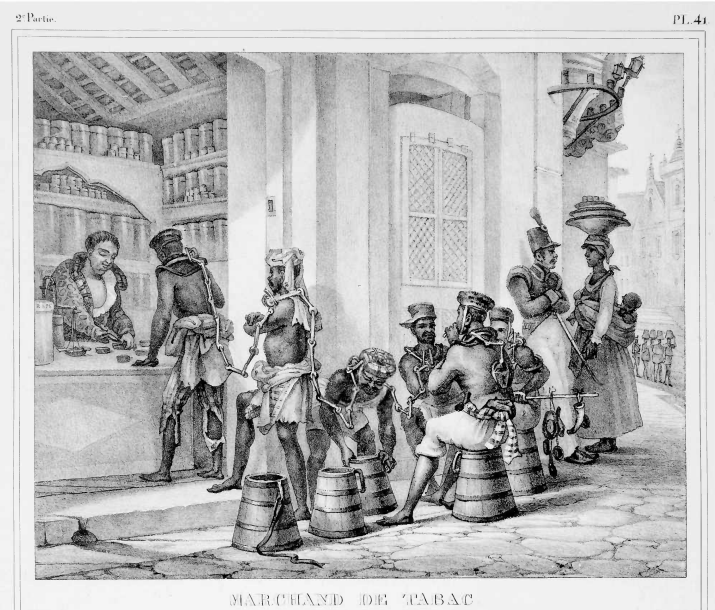 2ᵉ Partie.
PL. 41.
MARCHAND DE TABAC